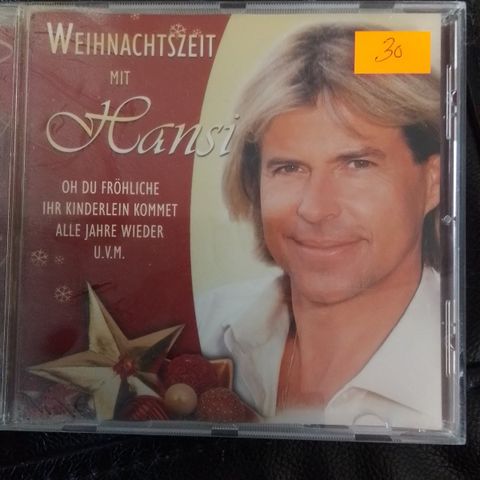 WEIHNACHTSZEIT
MIT
Hansi
OH DU FRÖHLICHE
IHR KINDERLEIN KOMMET
ALLE JAHRE WIEDER
U.V.M.
30